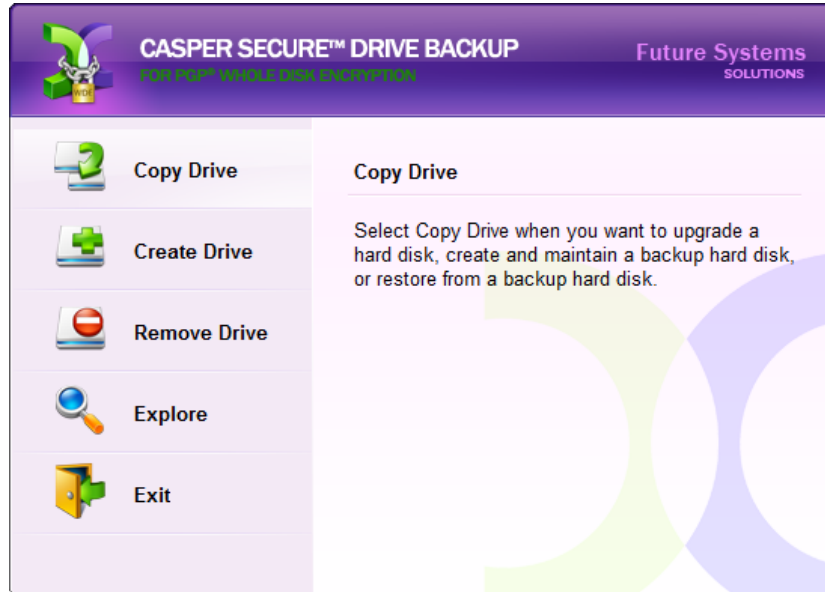 CASPER SECURE™ DRIVE BACKUP
FOR PGP® WHOLE DISK ENCRYPTION
Future Systems
SOLUTIONS
WDE
Copy Drive
Create Drive
Remove Drive
Explore
Exit
Copy Drive
Select Copy Drive when you want to upgrade a
hard disk, create and maintain a backup hard disk,
or restore from a backup hard disk.